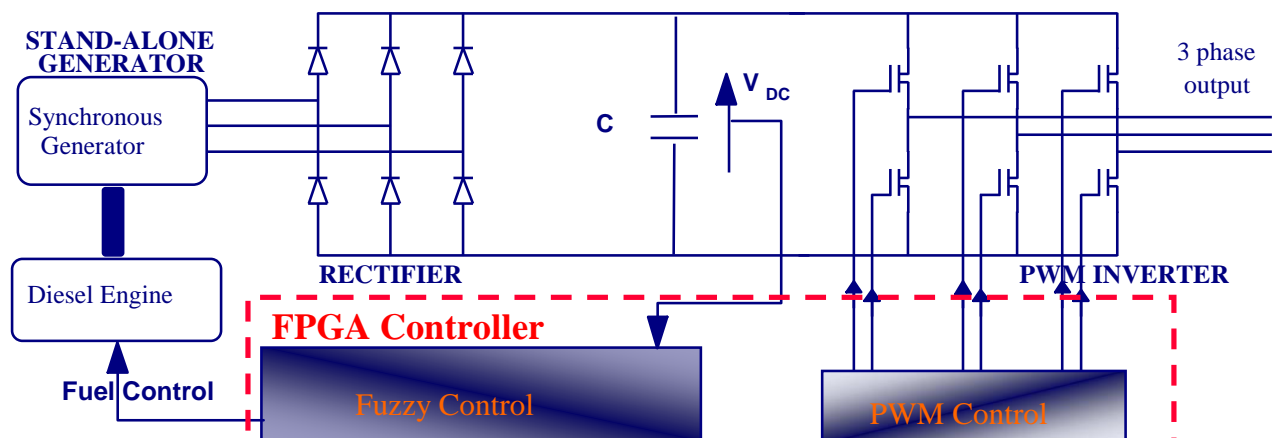 STAND-ALONE
GENERATOR
Synchronous
Generator
Diesel Engine
Fuel Control
RECTIFIER
C
V DC
3 phase
output
PWM INVERTER
FPGA Controller
Fuzzy Control
PWM Control